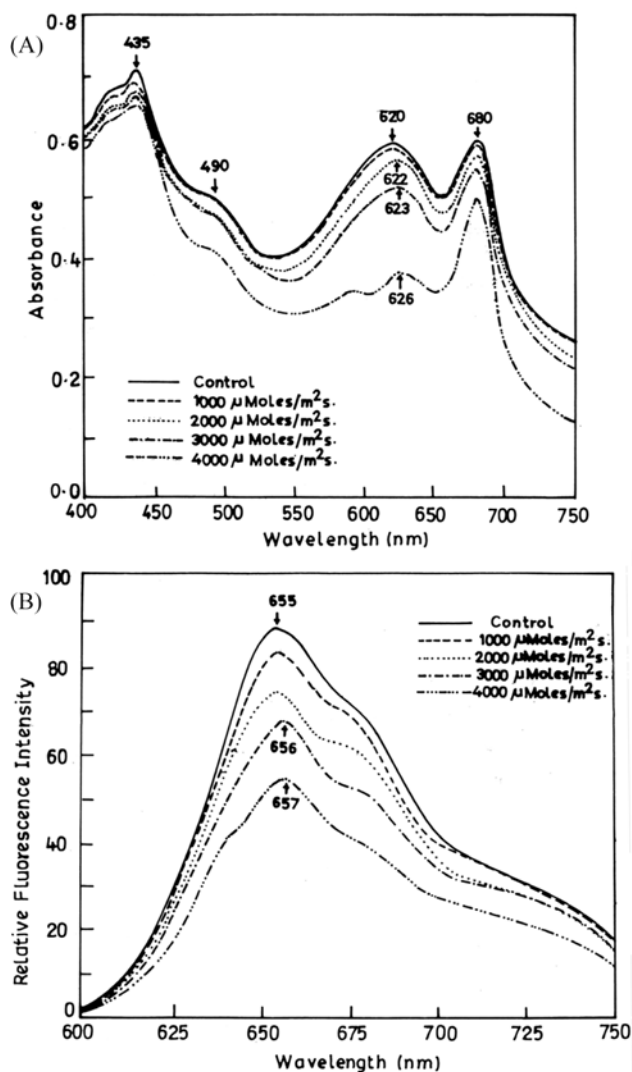 (A)
0.8
0.6
0.4
0.2
0.0
Absorbance
435
490
620
680
622
623
626
Control
1000 μ Moles/m²s.
2000 μ Moles/m²s.
3000 μ Moles/m²s.
4000 μ Moles/m²s.
400 450 500 550 600 650 700 750
Wavelength (nm)
(B)
100
80
60
40
20
0
Relative Fluorescence Intensity
655
656
657
Control
1000 μMoles/m²s.
2000 μMoles/m²s.
3000 μ Moles/m²s.
4000 μ Moles/m²s.
600 625 650 675 700 725 750
Wavelength (nm)